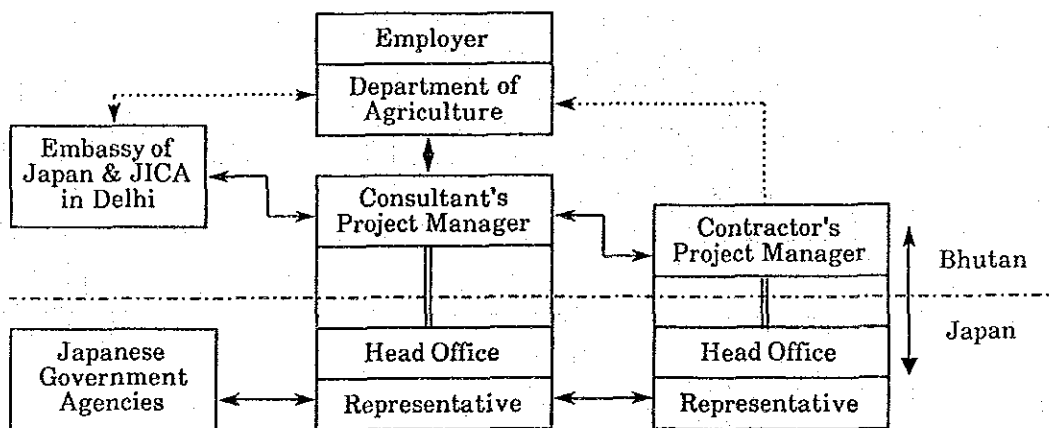 Employer
Department of
Agriculture
Embassy of
Japan & JICA
in Delhi
Consultant's
Project Manager
Contractor's
Project Manager
Bhutan
Japan
Japanese
Government
Agencies
Head Office
Representative
Head Office
Representative